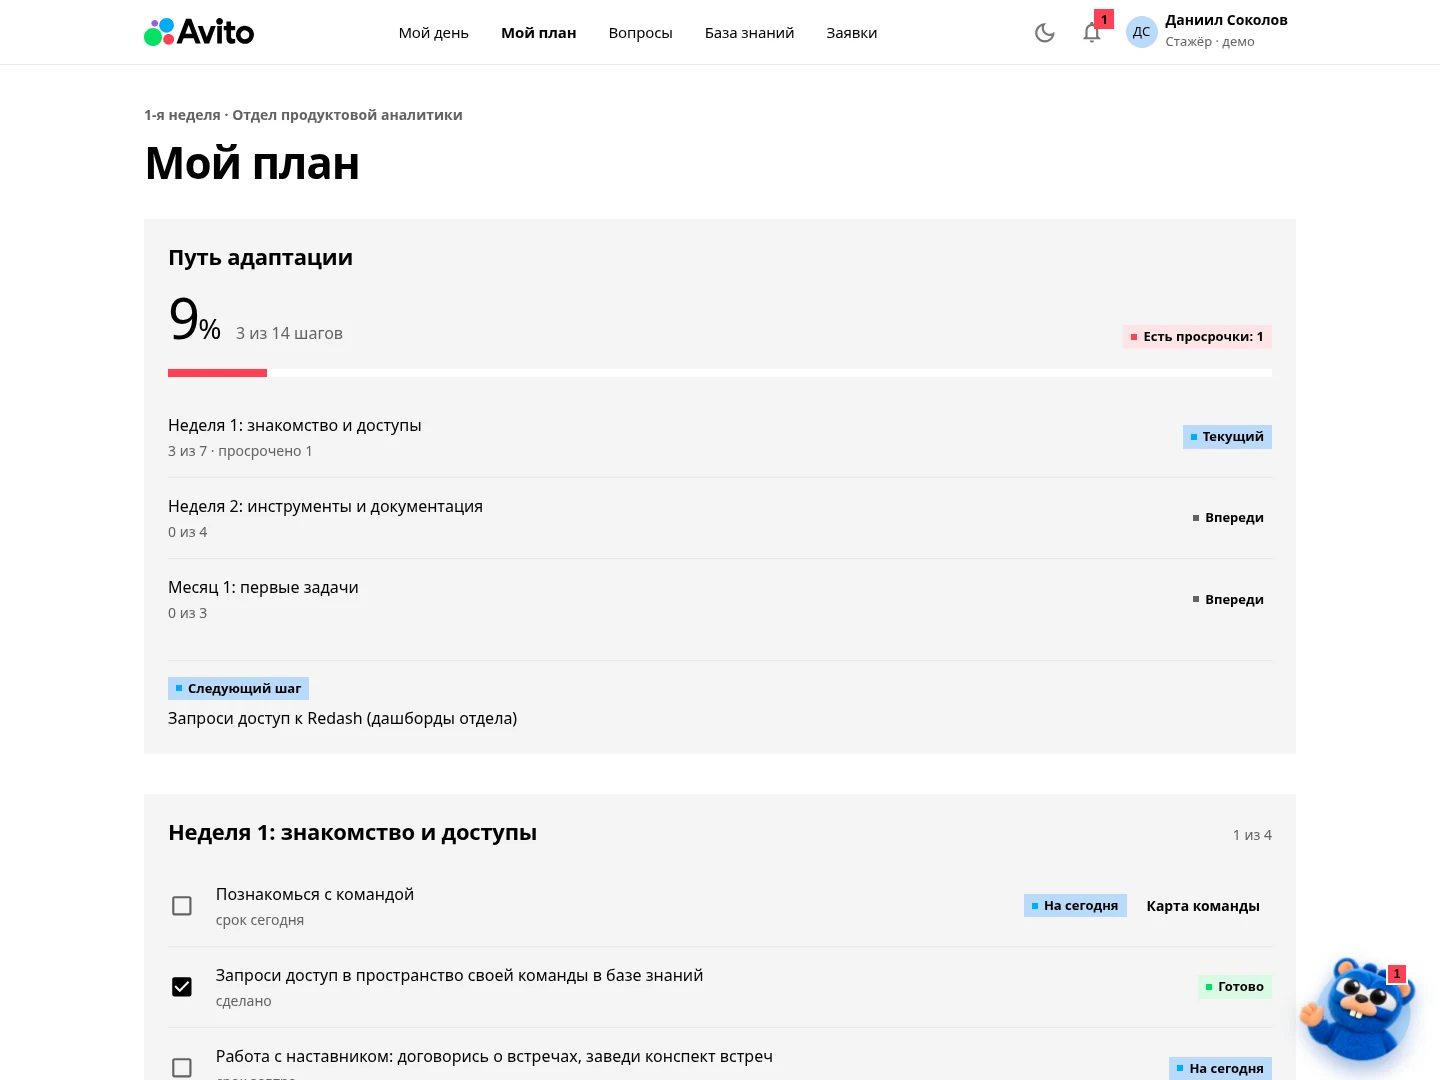 Avito
Мой день
Мой план
Вопросы
База знаний
Заявки
1
ДС
Даниил Соколов
Стажёр · демо
1-я неделя · Отдел продуктовой аналитики
Мой план
Путь адаптации
9% 3 из 14 шагов
Есть просрочки: 1
Неделя 1: знакомство и доступы
3 из 7 · просрочено 1
Текущий
Неделя 2: инструменты и документация
0 из 4
Впереди
Месяц 1: первые задачи
0 из 3
Впереди
Следующий шаг
Запроси доступ к Redash (дашборды отдела)
Неделя 1: знакомство и доступы
1 из 4
Познакомься с командой
срок сегодня
На сегодня
Карта команды
Запроси доступ в пространство своей команды в базе знаний
сделано
Готово
1
Работа с наставником: договорись о встречах, заведи конспект встреч
На сегодня